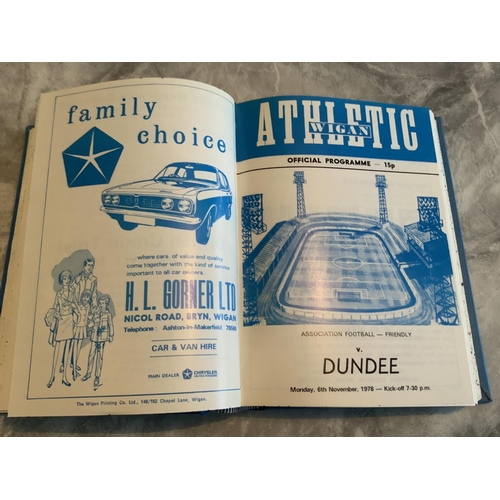 family
choice
where cars of value and quality
come together with the kind of service
important to all car owners.
H. L. GORNER LTD
NICOL ROAD, BRYN, WIGAN
Telephone : Ashton-in-Makerfield 78585
CAR & VAN HIRE
MAIN DEALER CHRYSLER
The Wigan Printing Co. Ltd., 148/152 Chapel Lane, Wigan.
ATHLETIC
WIGAN
OFFICIAL PROGRAMME — 15p
ASSOCIATION FOOTBALL — FRIENDLY
v.
DUNDEE
Monday, 6th November, 1978 — Kick-off 7-30 p.m.